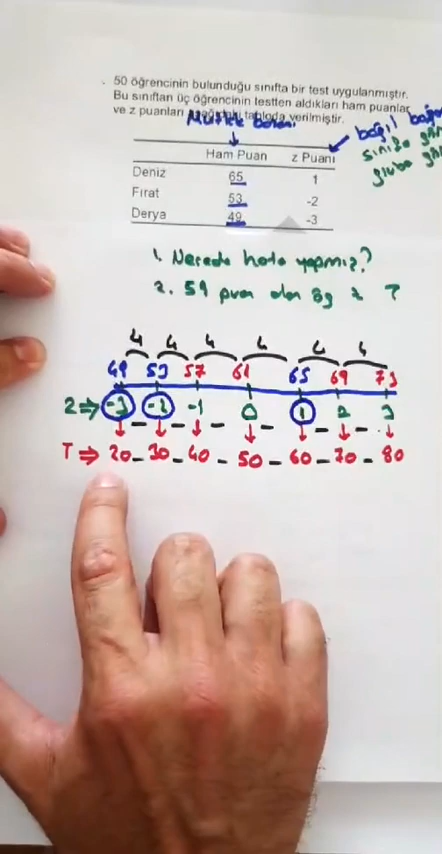 50 öğrencinin bulunduğu sınıfta bir test uygulanmıştır.
Bu sınıftan üç öğrencinin testten aldıkları ham puanlar
ve z puanları tabloda verilmiştir.
Mutlak başarı
bağıl
sınıfa
gruba
Ham Puan z Puanı
Deniz 65 1
Fırat 53 -2
Derya 49 -3
1. Nerede hata yapmış?
2. 59 puan alan öğ z ?
4 4 4 4 4 4
49 53 57 61 65 69 73
Z⇒ -3 -2 -1 0 1 2 3
T⇒ 20 - 30 - 40 - 50 - 60 - 70 - 80